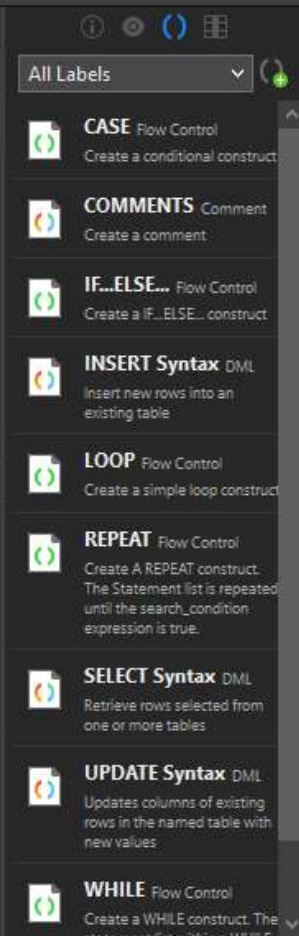 All Labels
CASE Flow Control
Create a conditional construct
COMMENTS Comment
Create a comment
IF...ELSE... Flow Control
Create a IF...ELSE... construct
INSERT Syntax DML
Insert new rows into an
existing table
LOOP Flow Control
Create a simple loop construct
REPEAT Flow Control
Create A REPEAT construct.
The Statement list is repeated
until the search_condition
expression is true.
SELECT Syntax DML
Retrieve rows selected from
one or more tables
UPDATE Syntax DML
Updates columns of existing
rows in the named table with
new values
WHILE Flow Control
Create a WHILE construct. The